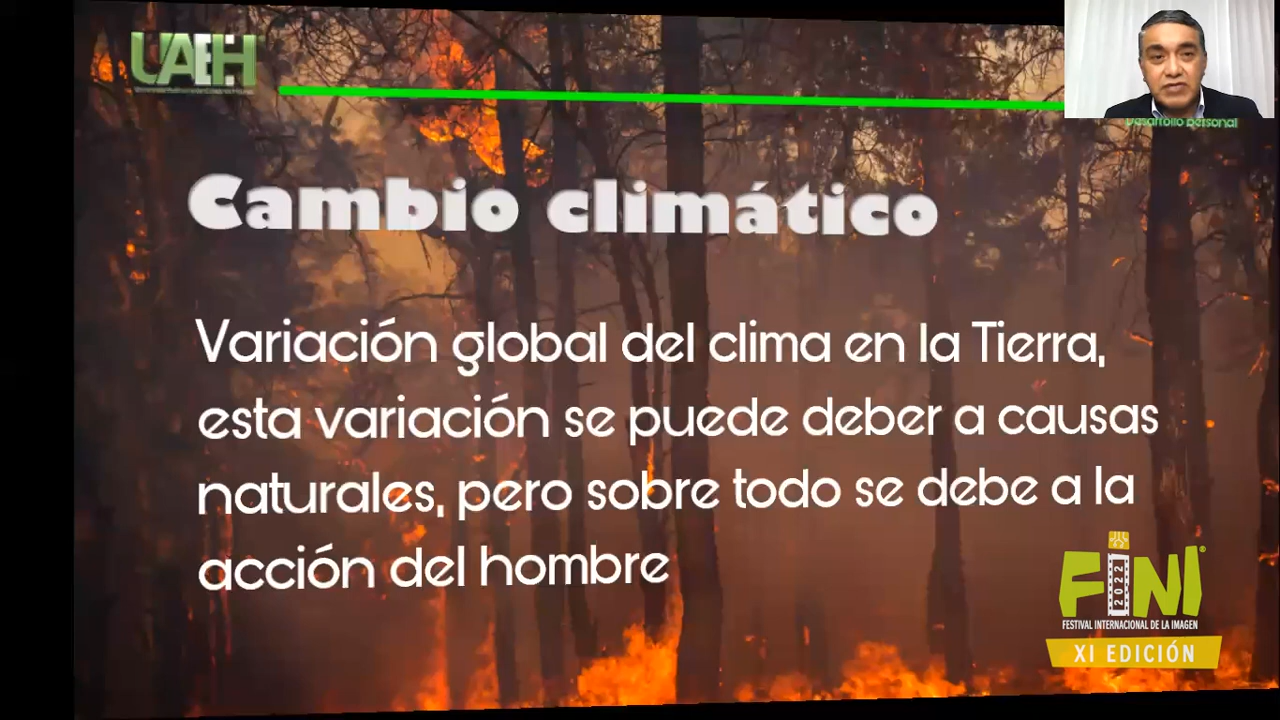 UAEH
Desarrollo personal
Cambio climático
Variación global del clima en la Tierra,
esta variación se puede deber a causas
naturales, pero sobre todo se debe a la
acción del hombre
FINI
2022
FESTIVAL INTERNACIONAL DE LA IMAGEN
XI EDICIÓN